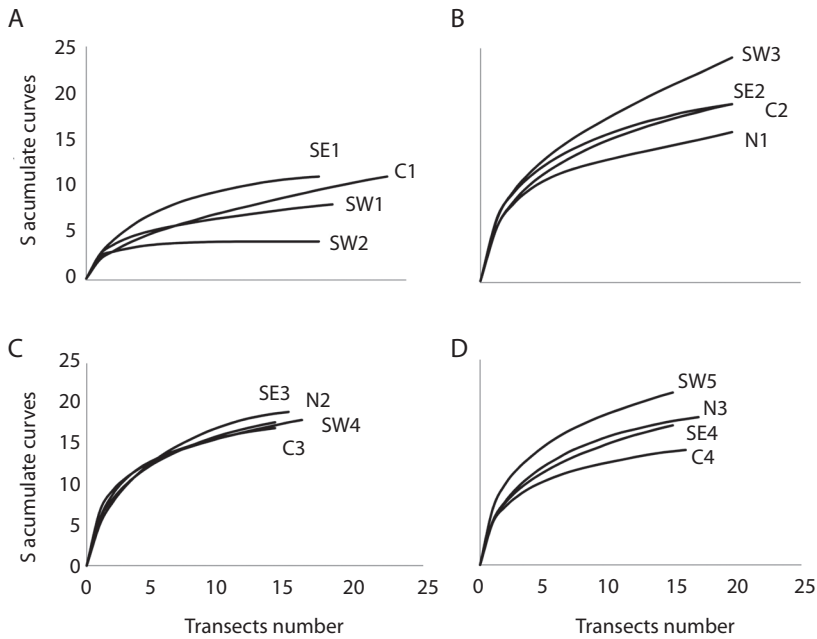 A
S acumulate curves
25
20
15
10
5
0
SE1
C1
SW1
SW2
B
SW3
SE2
C2
N1
C
S acumulate curves
25
20
15
10
5
0
SE3
N2
SW4
C3
0 5 10 15 20 25
Transects number
D
SW5
N3
SE4
C4
0 5 10 15 20 25
Transects number